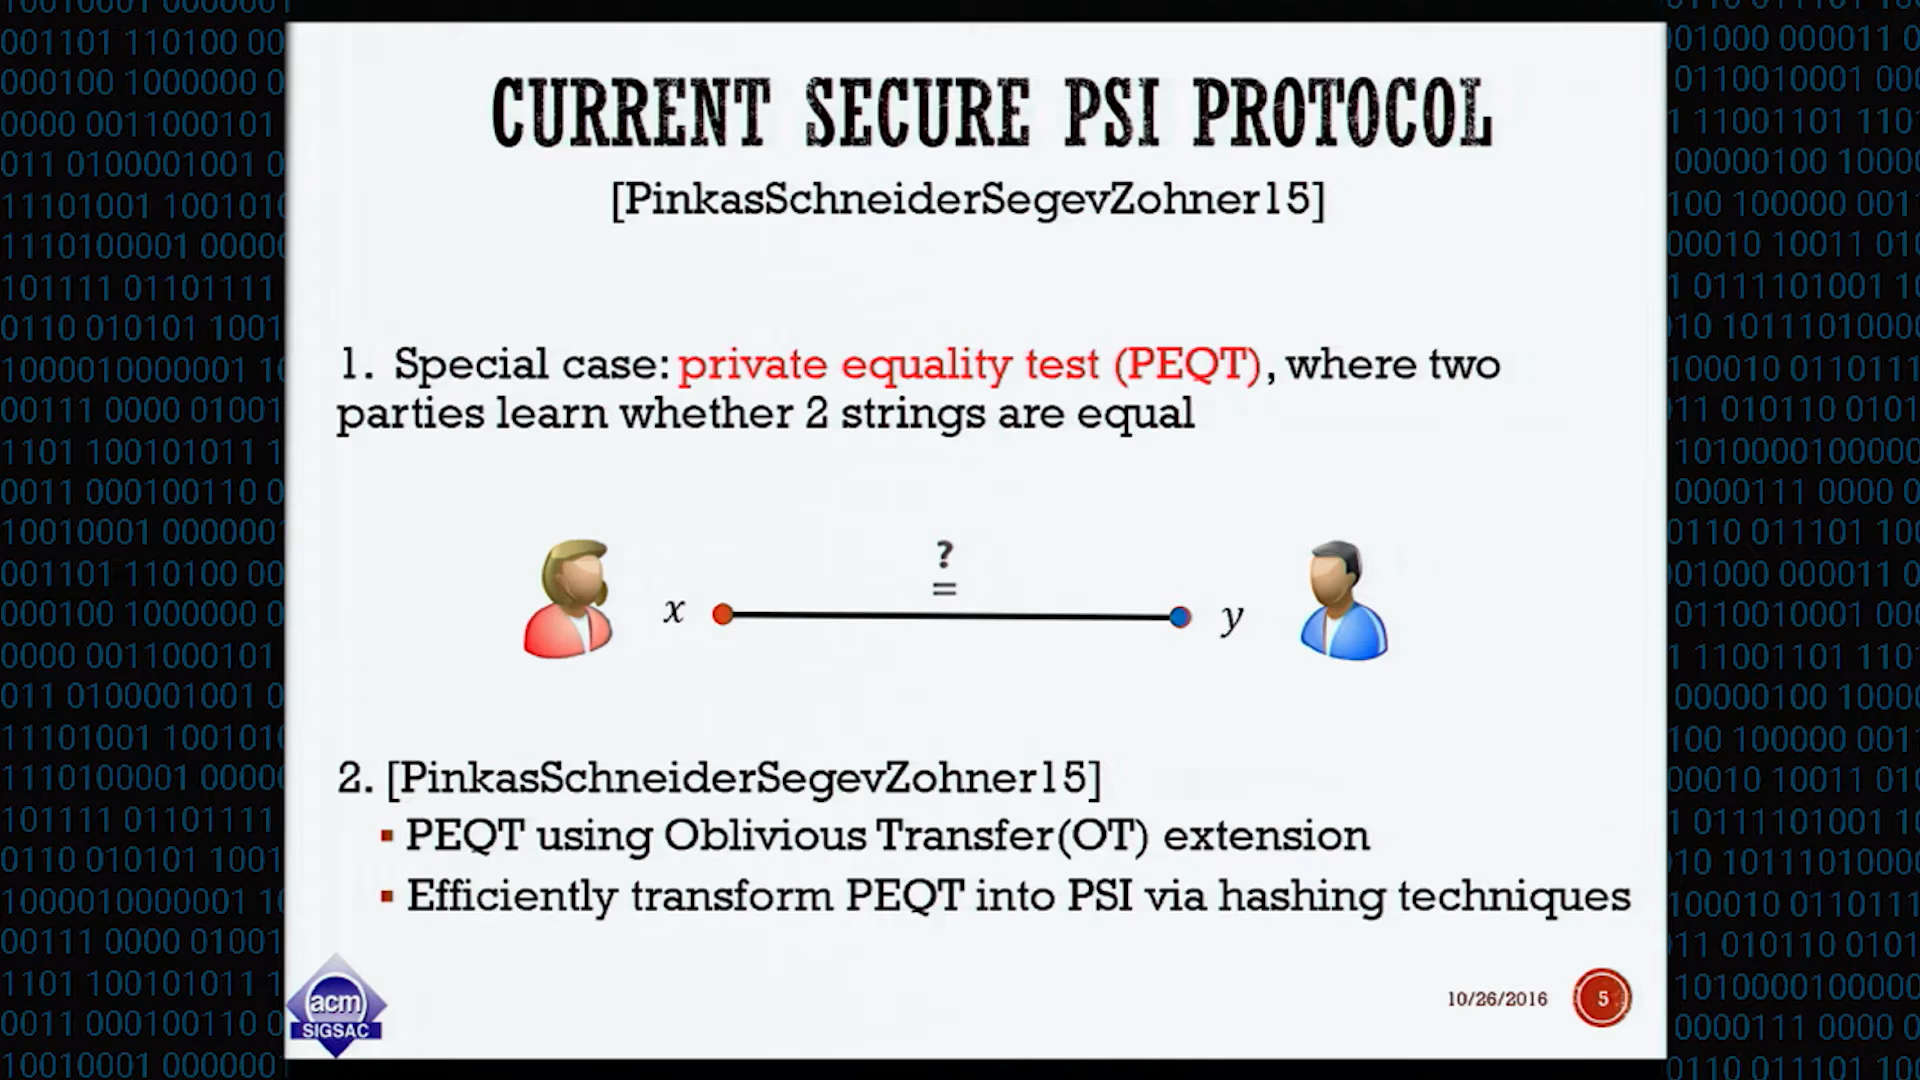 CURRENT SECURE PSI PROTOCOL
[PinkasSchneiderSegevZohner15]
1. Special case: private equality test (PEQT), where two
parties learn whether 2 strings are equal
?
=
x
y
2. [PinkasSchneiderSegevZohner15]
▪ PEQT using Oblivious Transfer(OT) extension
▪ Efficiently transform PEQT into PSI via hashing techniques
acm
SIGSAC
10/26/2016
5